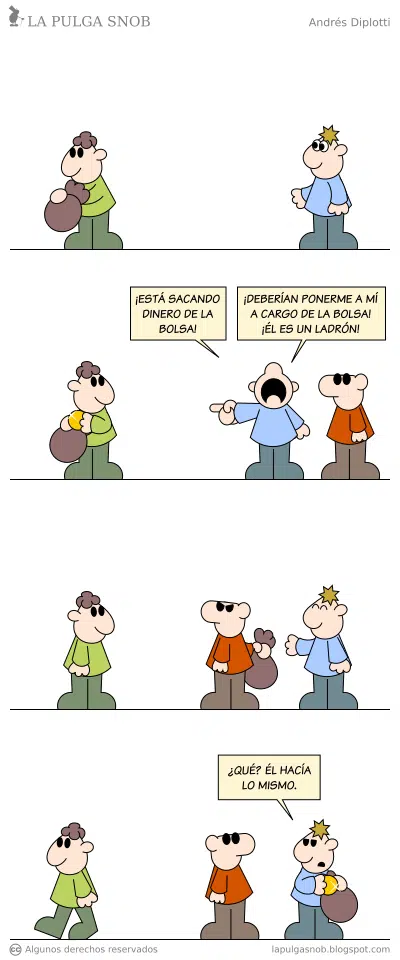 LA PULGA SNOB
Andrés Diplotti
¡ESTÁ SACANDO
DINERO DE LA
BOLSA!
¡DEBERÍAN PONERME A MÍ
A CARGO DE LA BOLSA!
¡ÉL ES UN LADRÓN!
¿QUÉ? ÉL HACÍA
LO MISMO.
cc Algunos derechos reservados
lapulgasnob.blogspot.com